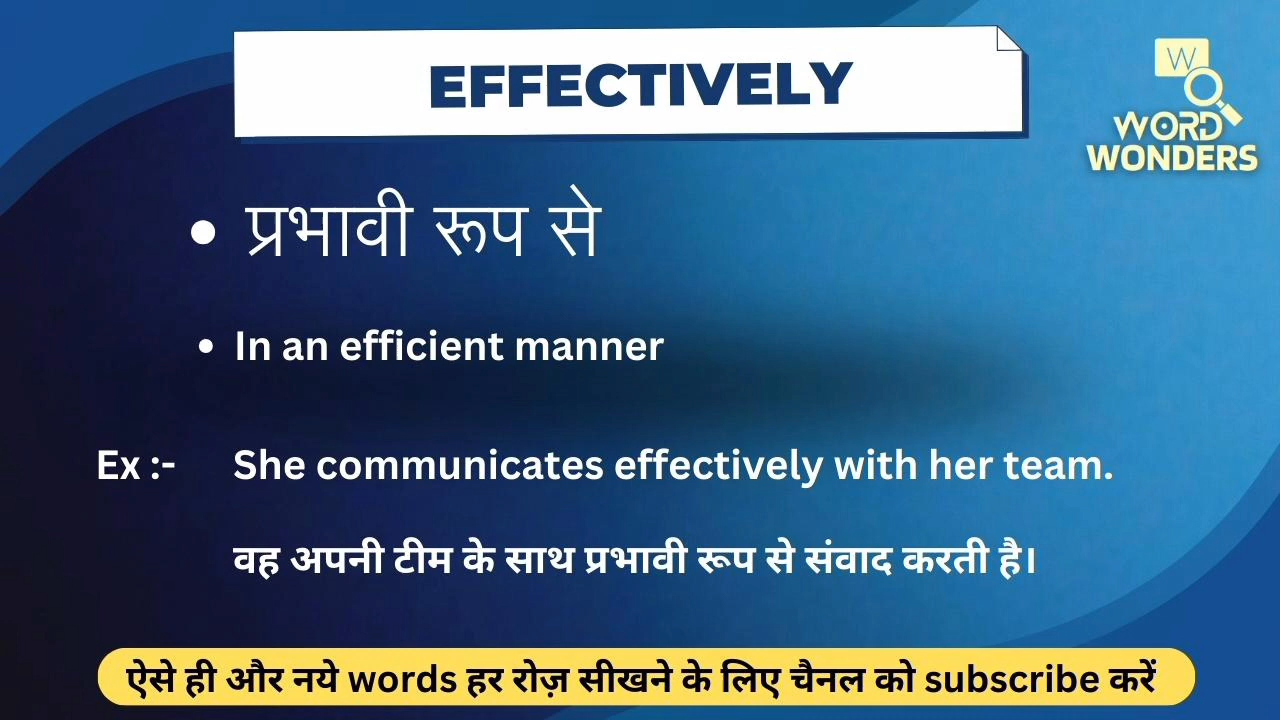 EFFECTIVELY
W
WORD
WONDERS
• प्रभावी रूप से
• In an efficient manner
Ex :- She communicates effectively with her team.
वह अपनी टीम के साथ प्रभावी रूप से संवाद करती है।
ऐसे ही और नये words हर रोज़ सीखने के लिए चैनल को subscribe करें